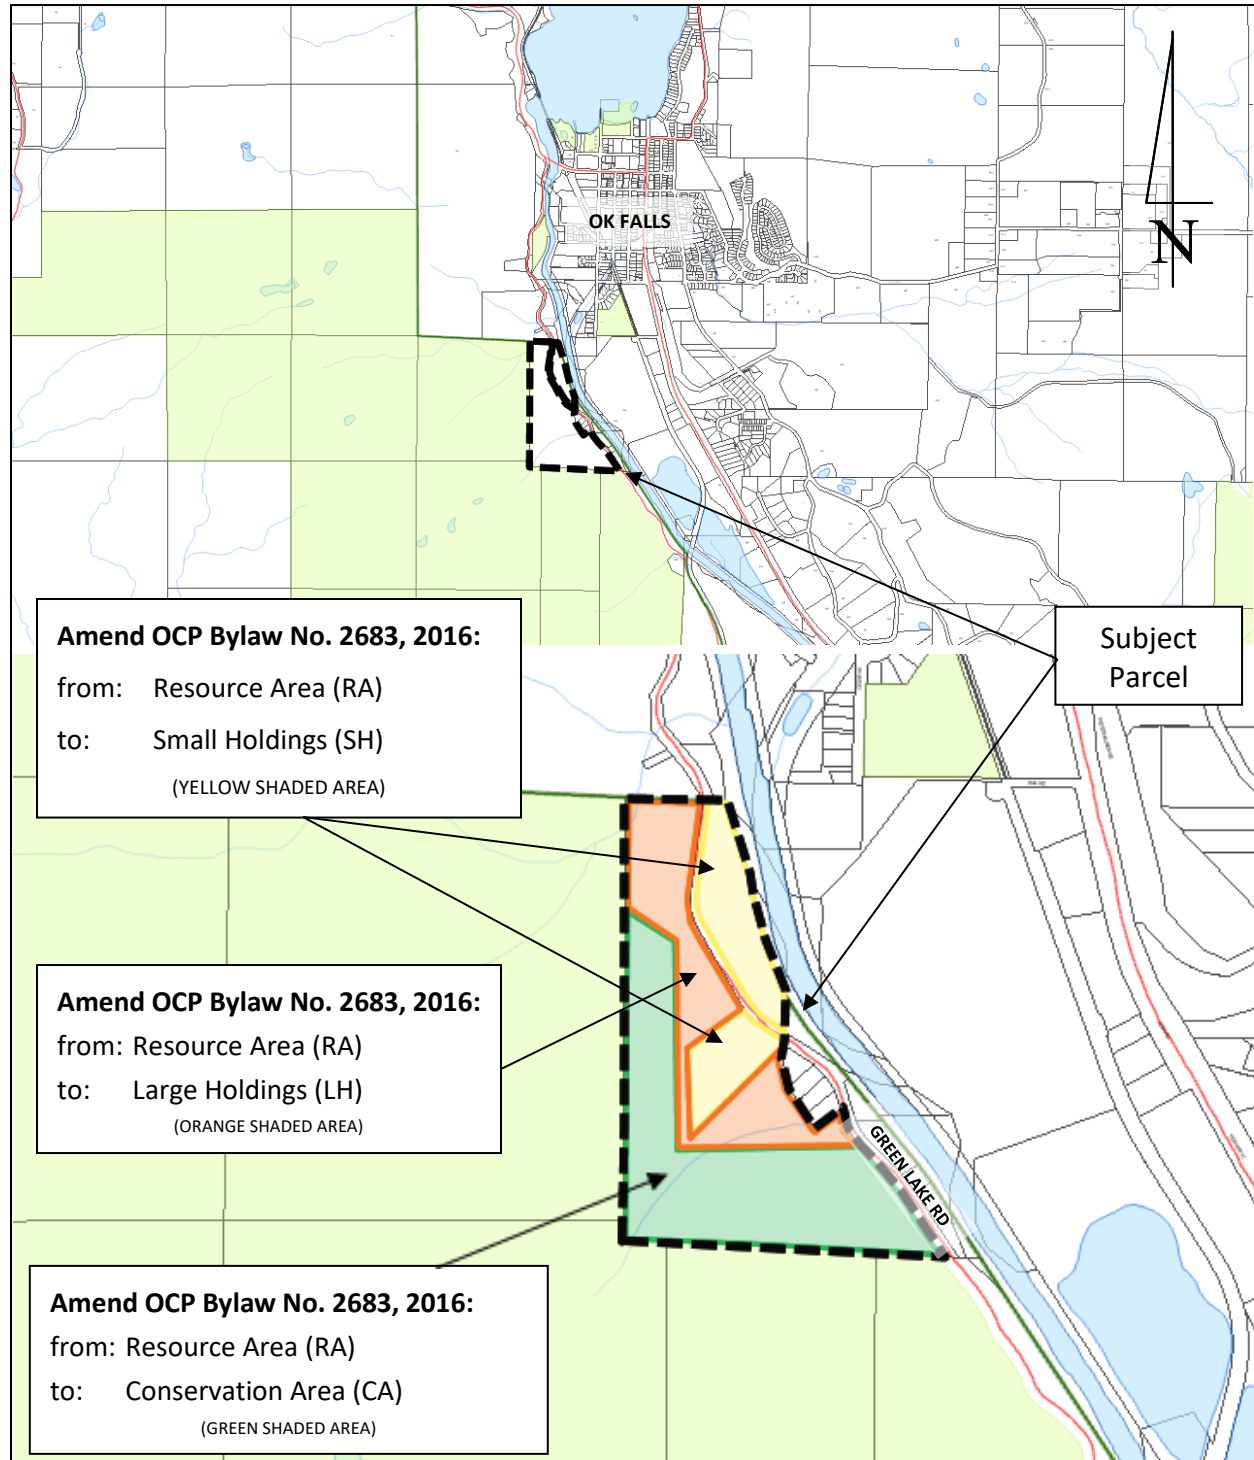 OK FALLS
N
Amend OCP Bylaw No. 2683, 2016:
from: Resource Area (RA)
to: Small Holdings (SH)
(YELLOW SHADED AREA)
Subject
Parcel
Amend OCP Bylaw No. 2683, 2016:
from: Resource Area (RA)
to: Large Holdings (LH)
(ORANGE SHADED AREA)
GREEN LAKE RD
Amend OCP Bylaw No. 2683, 2016:
from: Resource Area (RA)
to: Conservation Area (CA)
(GREEN SHADED AREA)